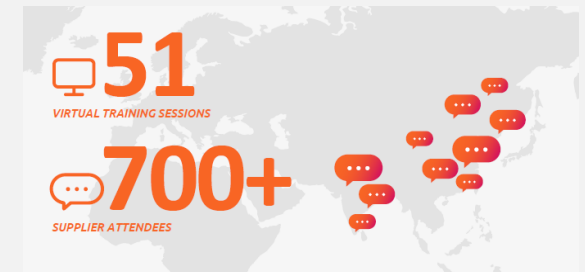 51
VIRTUAL TRAINING SESSIONS
700+
SUPPLIER ATTENDEES